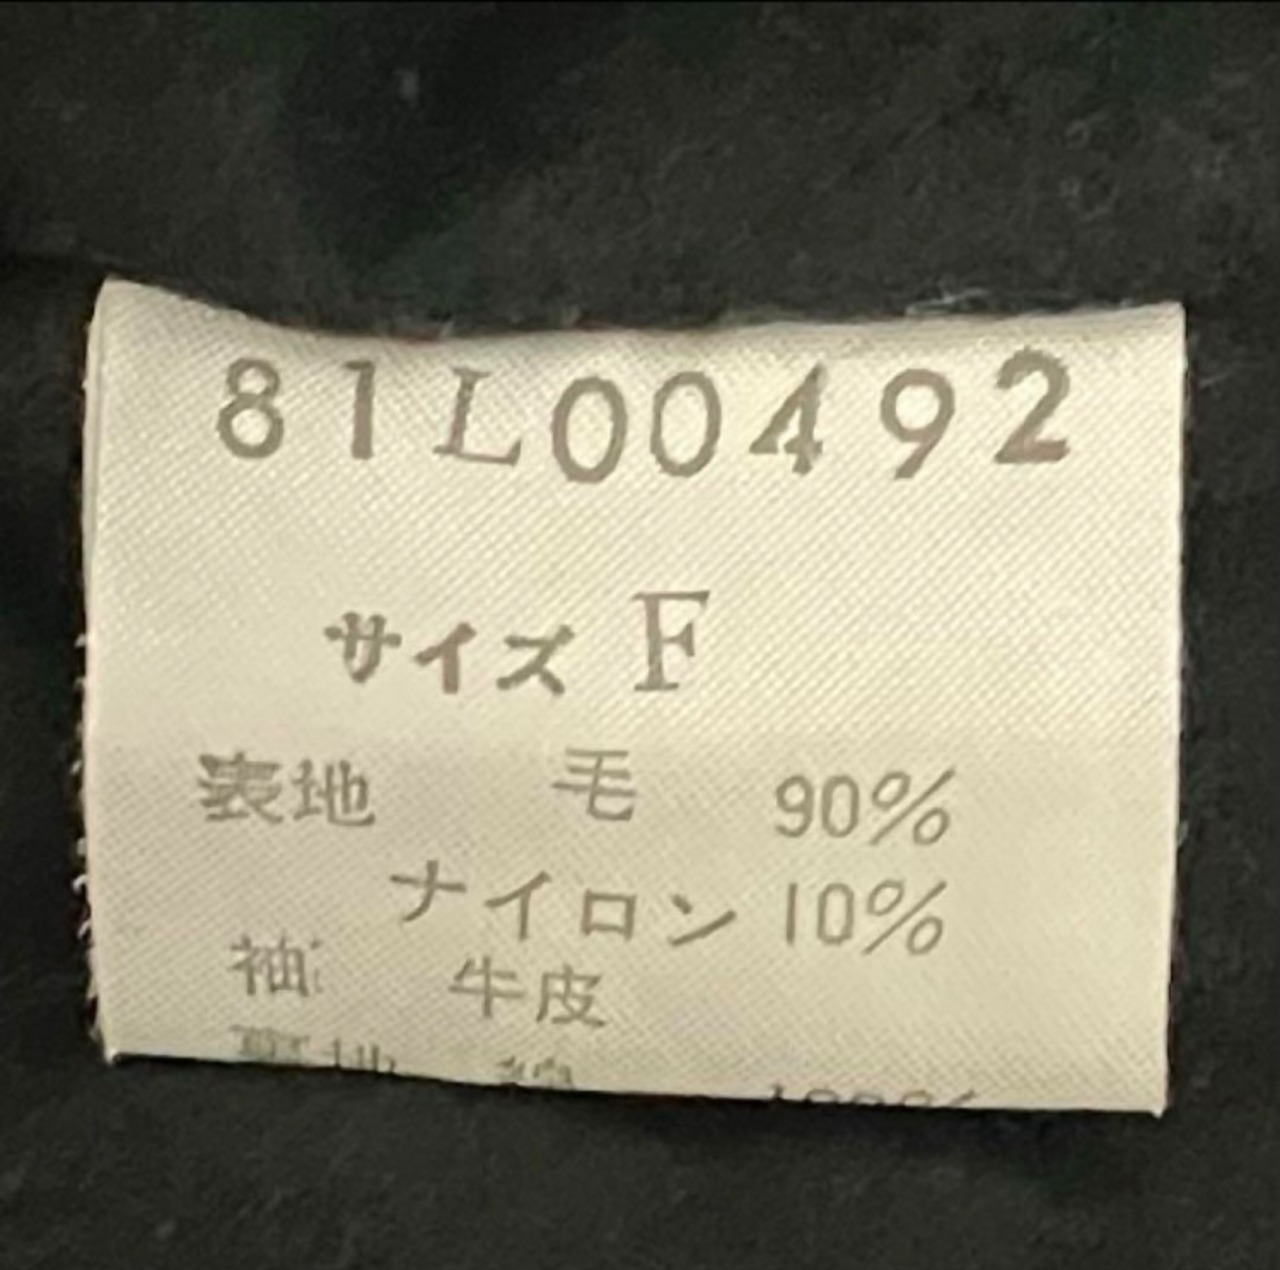 81L00492
サイズ F
表地 毛 90%
ナイロン 10%
袖 牛皮